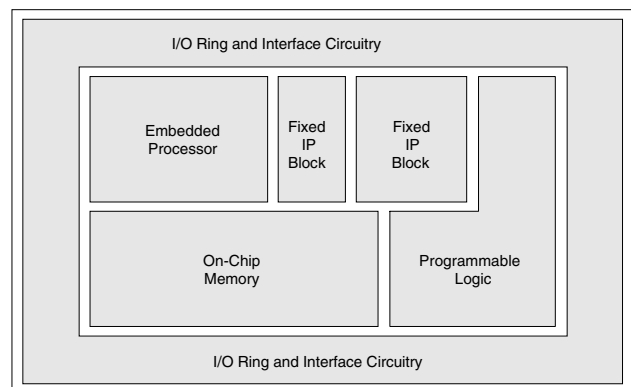 I/O Ring and Interface Circuitry
Embedded
Processor
Fixed
IP
Block
Fixed
IP
Block
On-Chip
Memory
Programmable
Logic
I/O Ring and Interface Circuitry